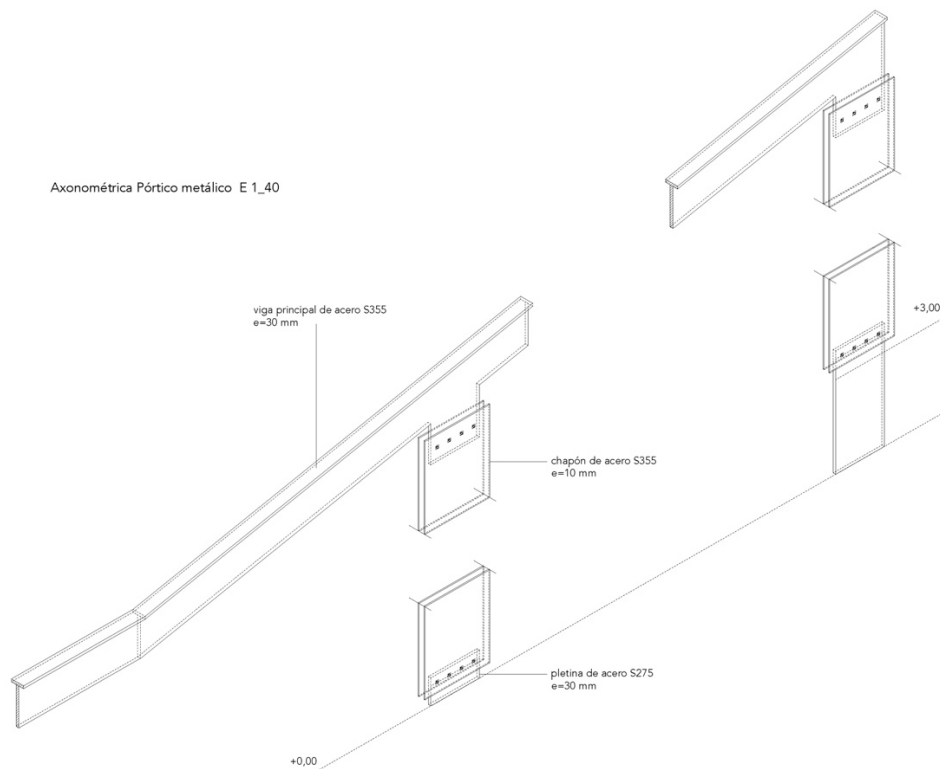 Axonométrica Pórtico metálico E 1_40
viga principal de acero S355
e=30 mm
+3,00
chapón de acero S355
e=10 mm
pletina de acero S275
e=30 mm
+0,00